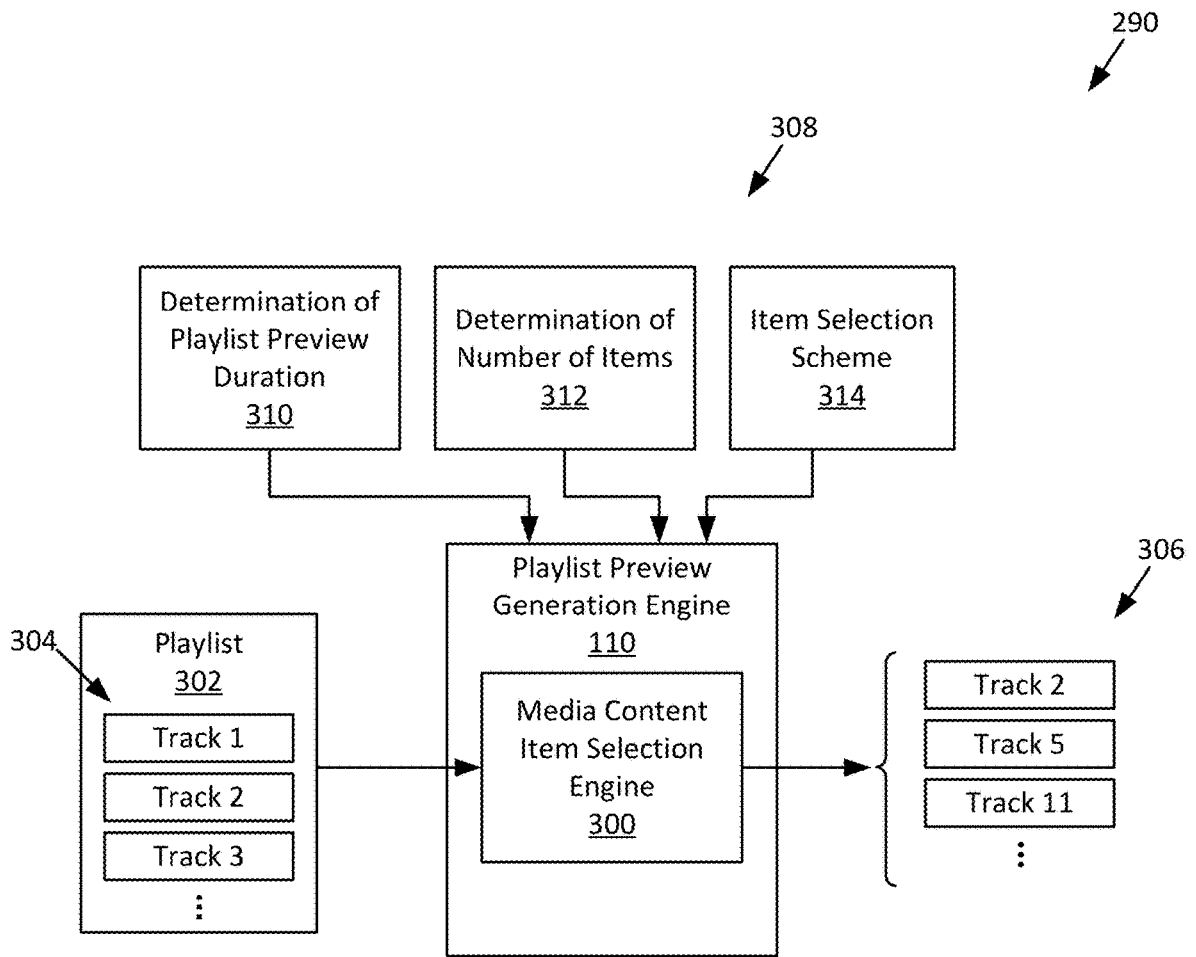 290
308
Determination of
Playlist Preview
Duration
310
Determination of
Number of Items
312
Item Selection
Scheme
314
304
Playlist
302
Track 1
Track 2
Track 3
Playlist Preview
Generation Engine
110
Media Content
Item Selection
Engine
300
306
Track 2
Track 5
Track 11